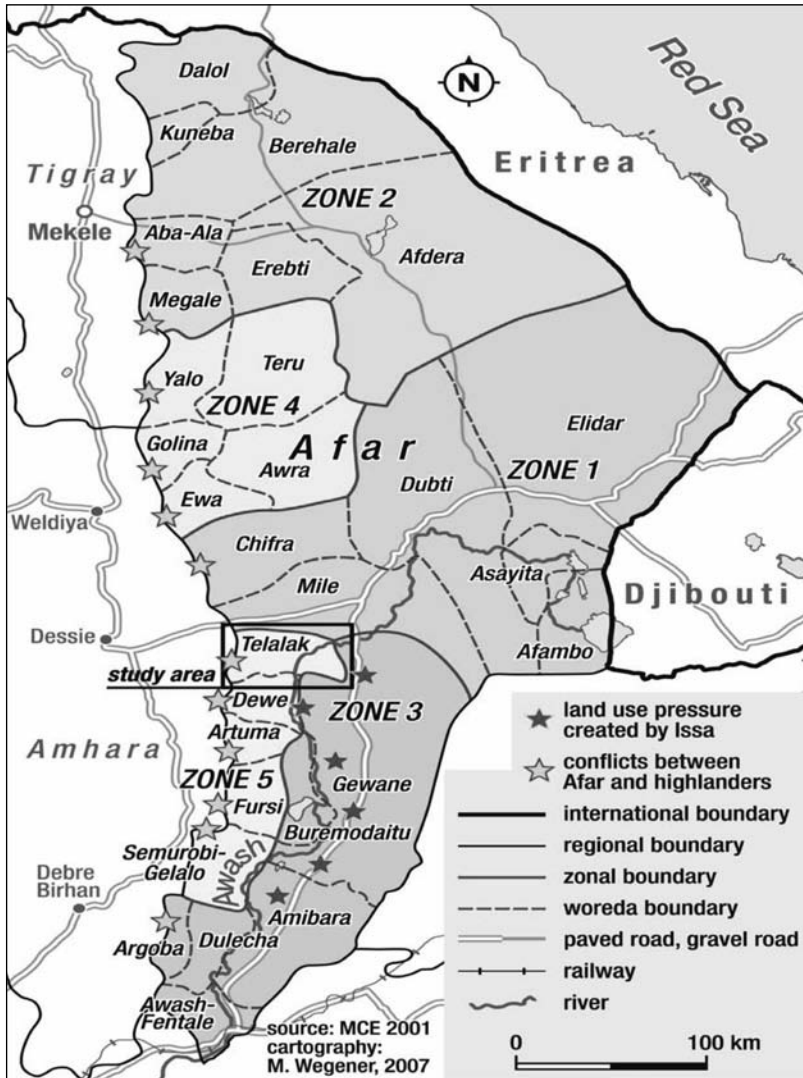 Red Sea
N
Eritrea
Dalol
Kuneba
Berehale
Tigray
ZONE 2
Mekele
Aba-Ala
Afdera
Erebti
Megale
Teru
Yalo
ZONE 4
Elidar
Golina
Afar
Awra
Dubti
ZONE 1
Ewa
Weldiya
Chifra
Asayita
Mile
Djibouti
Dessie
Telalak
Afambo
study area
Dewe
ZONE 3
Artuma
Amhara
Gewane
ZONE 5
Fursi
Buremodaitu
Semurobi-
Gelalo
Awash
Debre
Birhan
Amibara
Argoba
Dulecha
Awash-
Fentale
land use pressure
created by Issa
conflicts between
Afar and highlanders
international boundary
regional boundary
zonal boundary
woreda boundary
paved road, gravel road
railway
river
source: MCE 2001
cartography:
M. Wegener, 2007
0 100 km